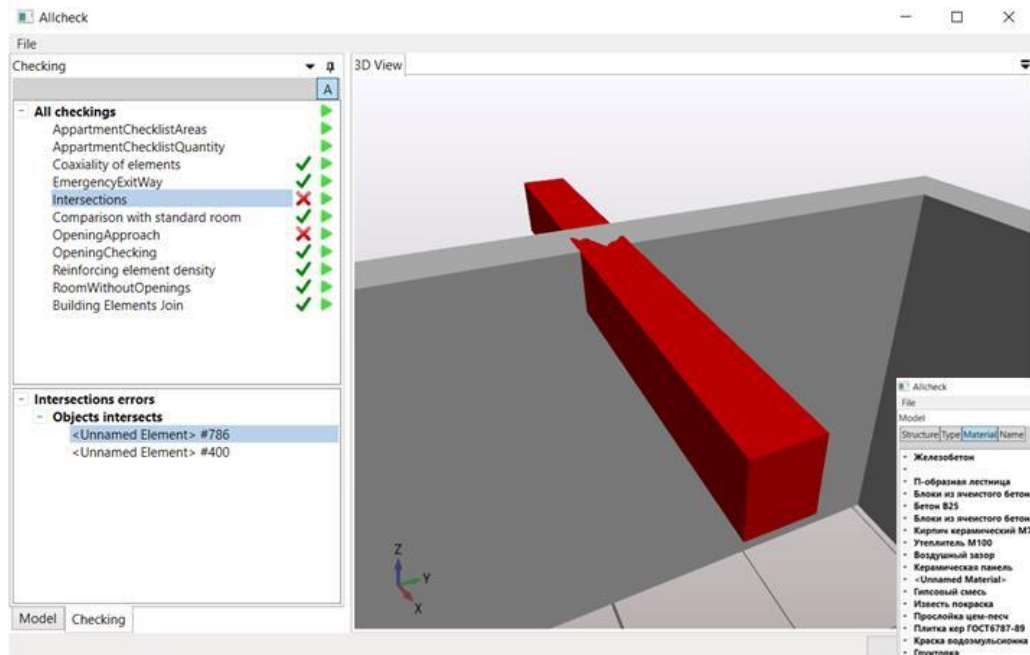 Allcheck
File
Checking
A
All checkings
AppartmentChecklistAreas
AppartmentChecklistQuantity
Coaxiality of elements
EmergencyExitWay
Intersections
Comparison with standard room
OpeningApproach
OpeningChecking
Reinforcing element density
RoomWithoutOpenings
Building Elements Join
Intersections errors
Objects intersects
<Unnamed Element> #786
<Unnamed Element> #400
Model Checking
3D View
Z
Y
X
Allcheck
File
Model
Structure Type Material Name
Железобетон
П-образная лестница
Блоки из ячеистого бетон
Бетон B25
Блоки из ячеистого бетон
Кирпич керамический
Утеплитель М100
Воздушный зазор
Керамическая панель
<Unnamed Material>
Гипсовый смесь
Известь покраска
Прослойка цем-песч
Плитка кер ГОСТ6787-89
Краска водоэмульсионна
Грунтовка